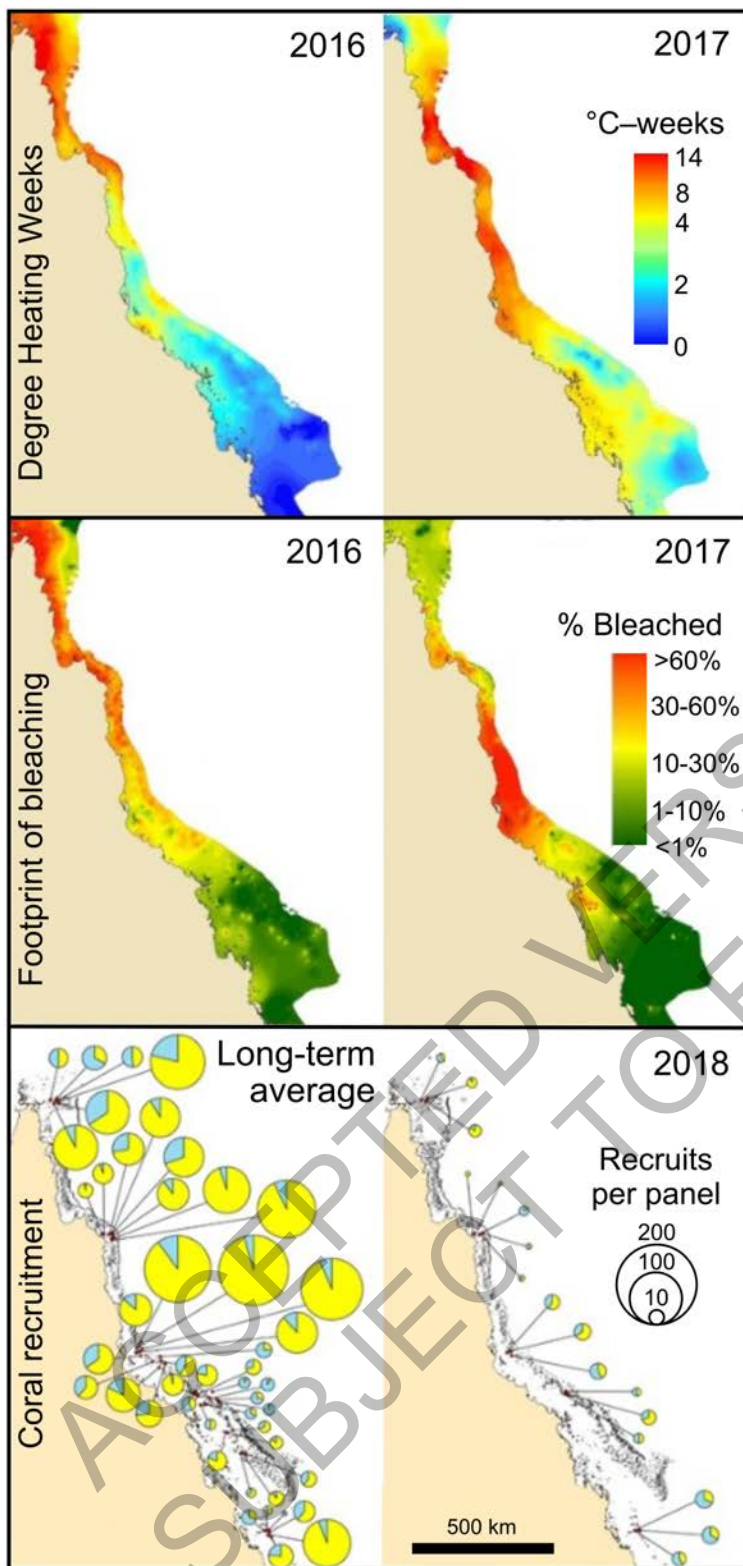 2016
2017
°C–weeks
14
8
4
2
0
Degree Heating Weeks
2016
2017
% Bleached
>60%
30-60%
10-30%
1-10%
<1%
Footprint of bleaching
Long-term
average
2018
Recruits
per panel
200
100
10
Coral recruitment
500 km
ACCEPTED VERS
SUBJECT TO E